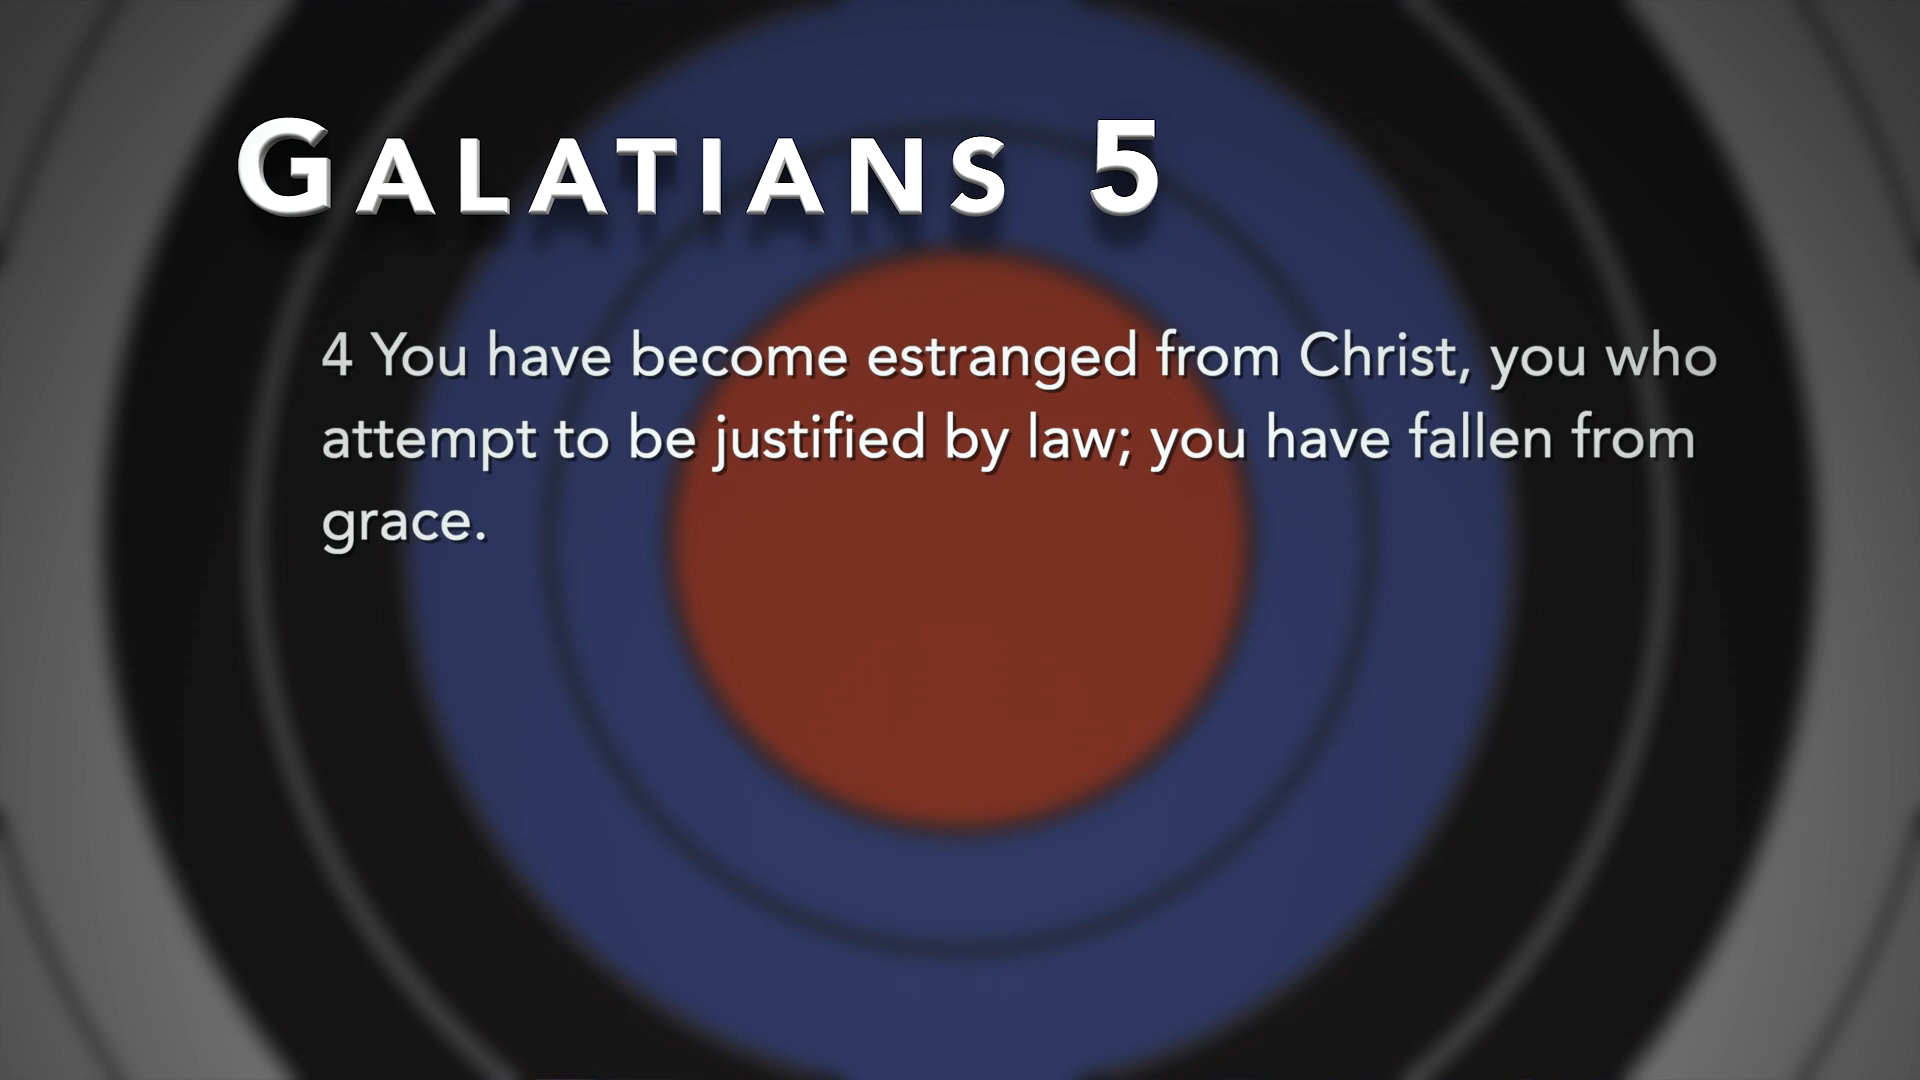 Galatians 5
4 You have become estranged from Christ, you who
attempt to be justified by law; you have fallen from
grace.